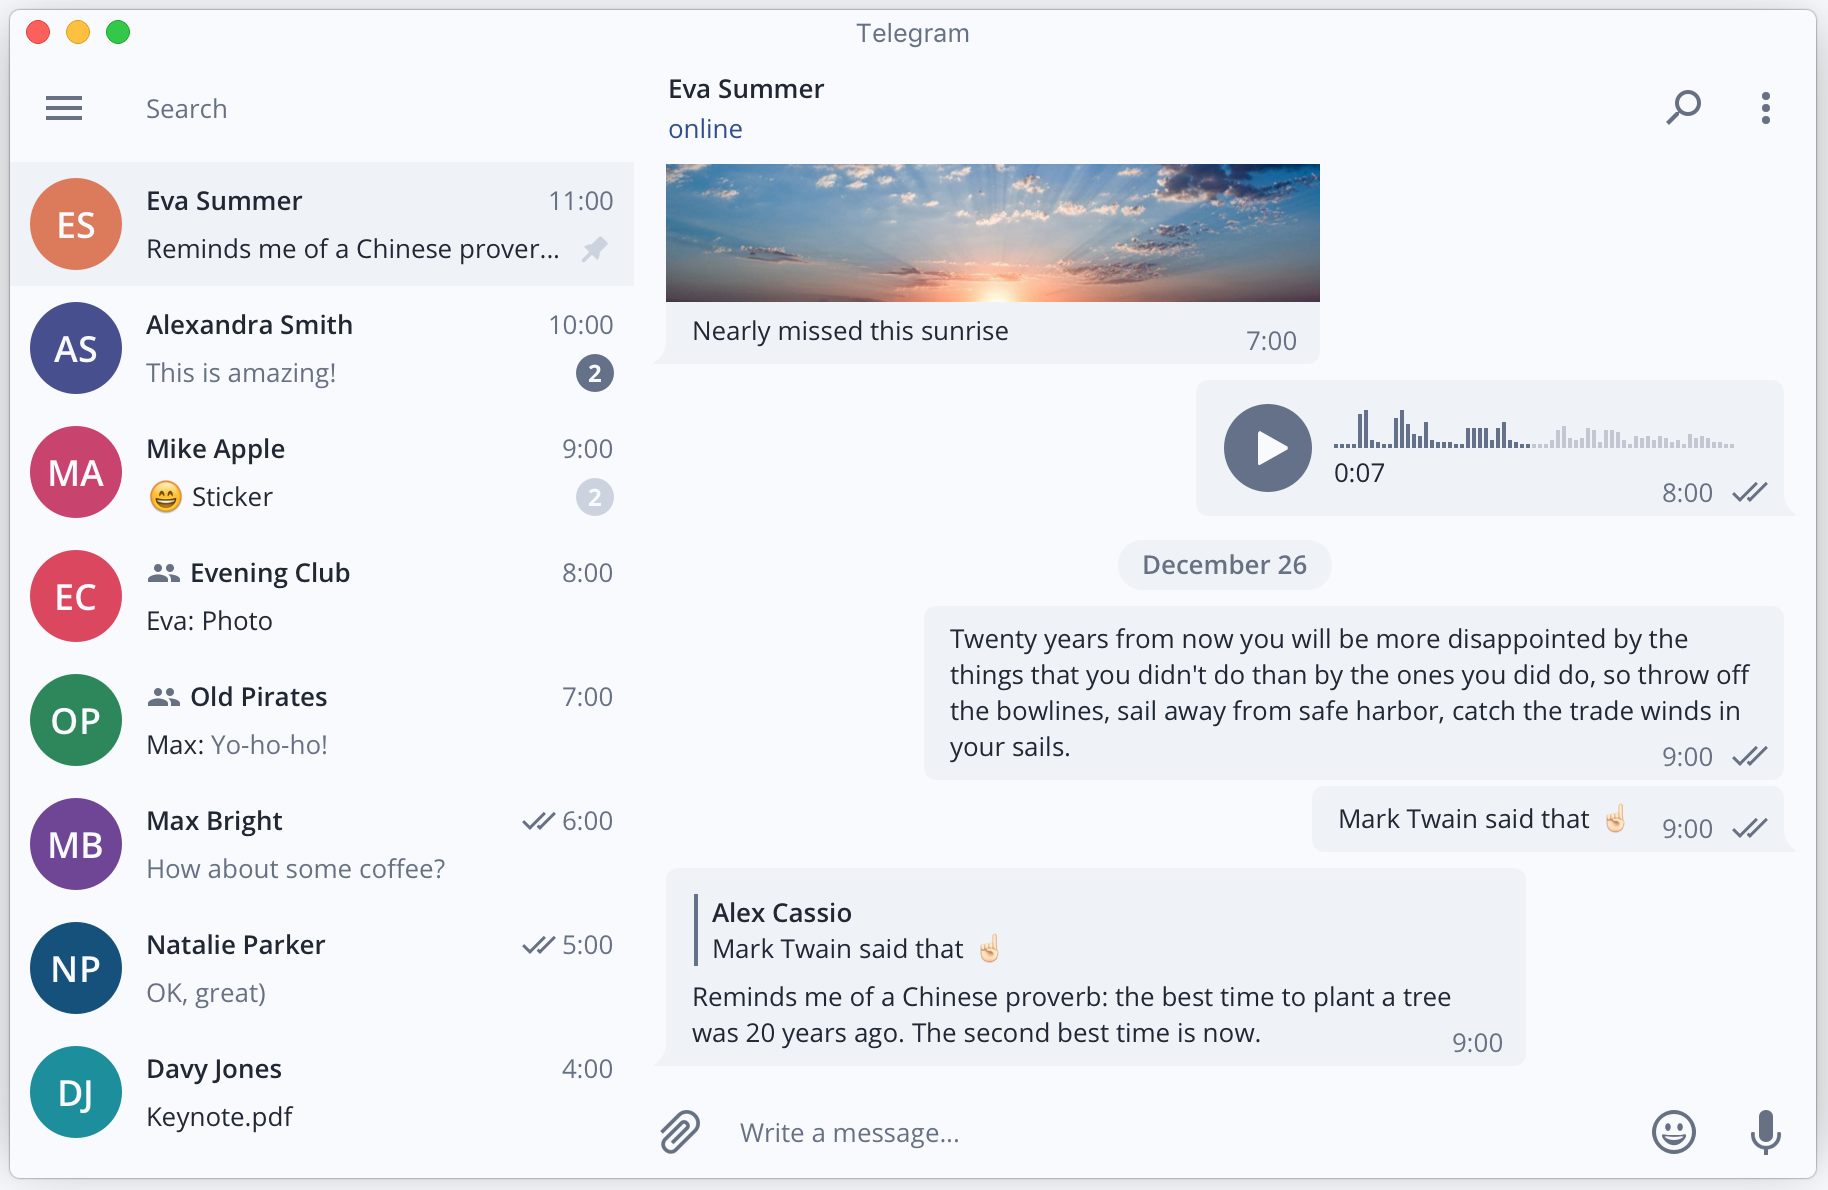 Telegram
Search
ES
Eva Summer 11:00
Reminds me of a Chinese prover...
AS
Alexandra Smith 10:00
This is amazing! 2
MA
Mike Apple 9:00
😄 Sticker 2
EC
Evening Club 8:00
Eva: Photo
OP
Old Pirates 7:00
Max: Yo-ho-ho!
MB
Max Bright 6:00
How about some coffee?
NP
Natalie Parker 5:00
OK, great)
DJ
Davy Jones 4:00
Keynote.pdf
Eva Summer
online
Nearly missed this sunrise 7:00
0:07
8:00
December 26
Twenty years from now you will be more disappointed by the
things that you didn't do than by the ones you did do, so throw off
the bowlines, sail away from safe harbor, catch the trade winds in
your sails. 9:00
Mark Twain said that ☝🏻 9:00
Alex Cassio
Mark Twain said that ☝🏻
Reminds me of a Chinese proverb: the best time to plant a tree
was 20 years ago. The second best time is now. 9:00
Write a message...